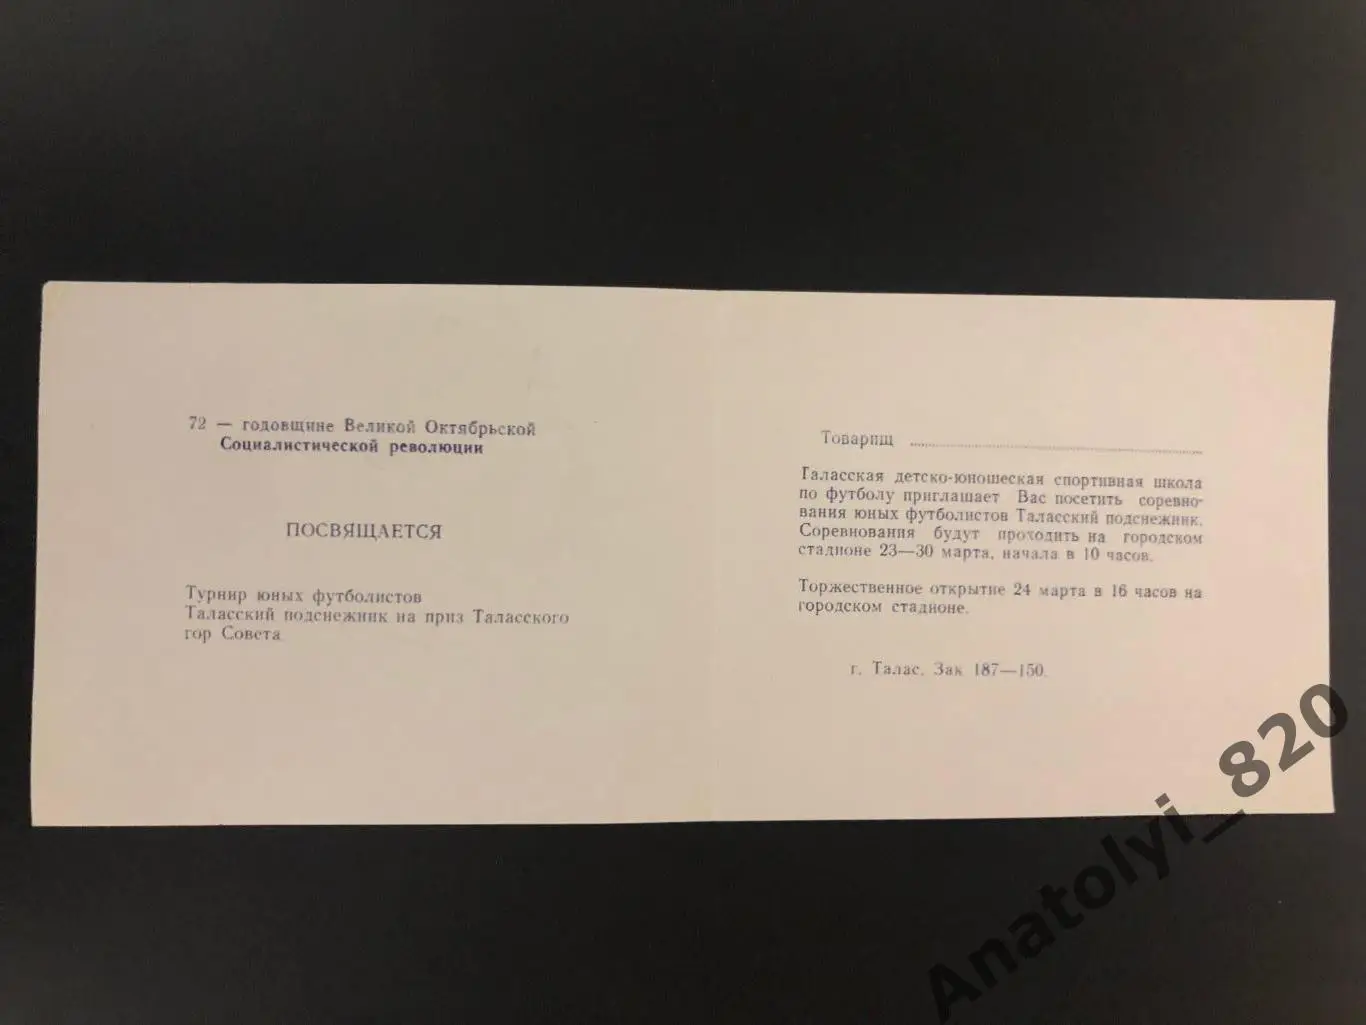 72 — годовщине Великой Октябрьской
Социалистической революции
ПОСВЯЩАЕТСЯ
Турнир юных футболистов
Таласский подснежник на приз Таласского
гор Совета
Товарищ ........................................
Таласская детско-юношеская спортивная школа
по футболу приглашает Вас посетить соревно-
вания юных футболистов Таласский подснежник.
Соревнования будут проходить на городском
стадионе 23—30 марта, начала в 10 часов.
Торжественное открытие 24 марта в 16 часов на
городском стадионе.
г. Талас. Зак 187—150.
Anatolyi_820